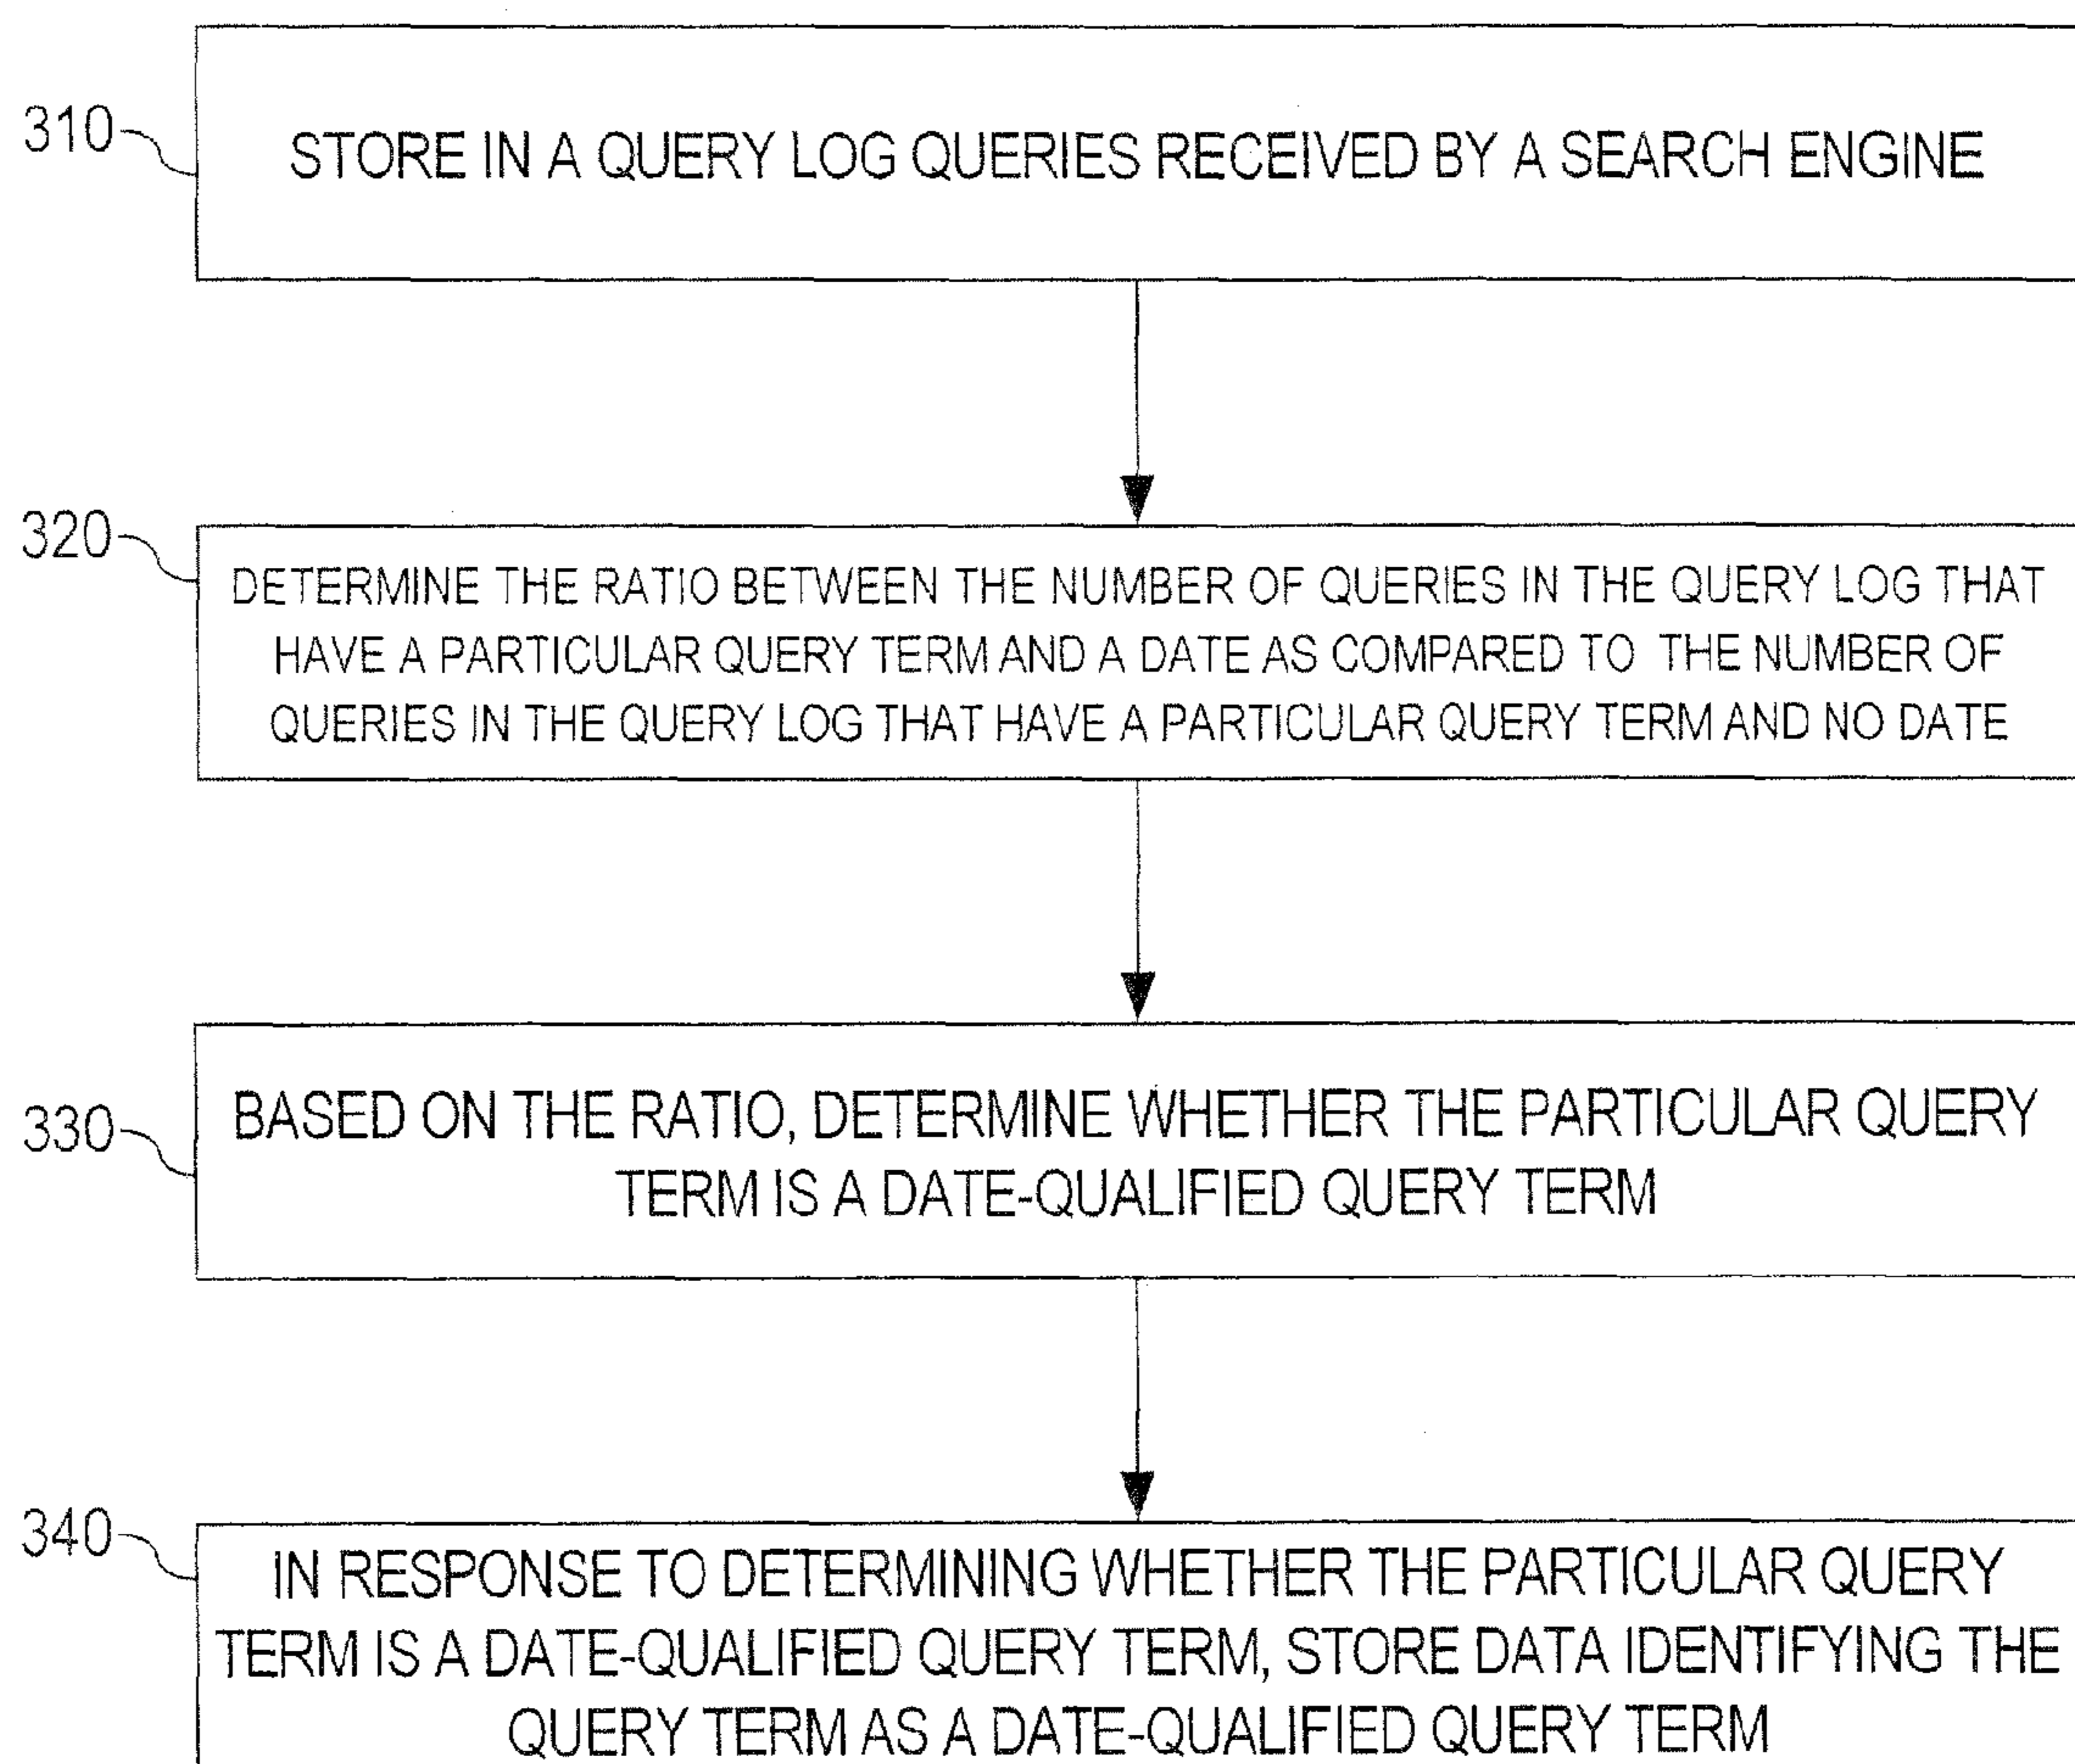 310
STORE IN A QUERY LOG QUERIES RECEIVED BY A SEARCH ENGINE
320
DETERMINE THE RATIO BETWEEN THE NUMBER OF QUERIES IN THE QUERY LOG THAT
HAVE A PARTICULAR QUERY TERM AND A DATE AS COMPARED TO THE NUMBER OF
QUERIES IN THE QUERY LOG THAT HAVE A PARTICULAR QUERY TERM AND NO DATE
330
BASED ON THE RATIO, DETERMINE WHETHER THE PARTICULAR QUERY
TERM IS A DATE-QUALIFIED QUERY TERM
340
IN RESPONSE TO DETERMINING WHETHER THE PARTICULAR QUERY
TERM IS A DATE-QUALIFIED QUERY TERM, STORE DATA IDENTIFYING THE
QUERY TERM AS A DATE-QUALIFIED QUERY TERM